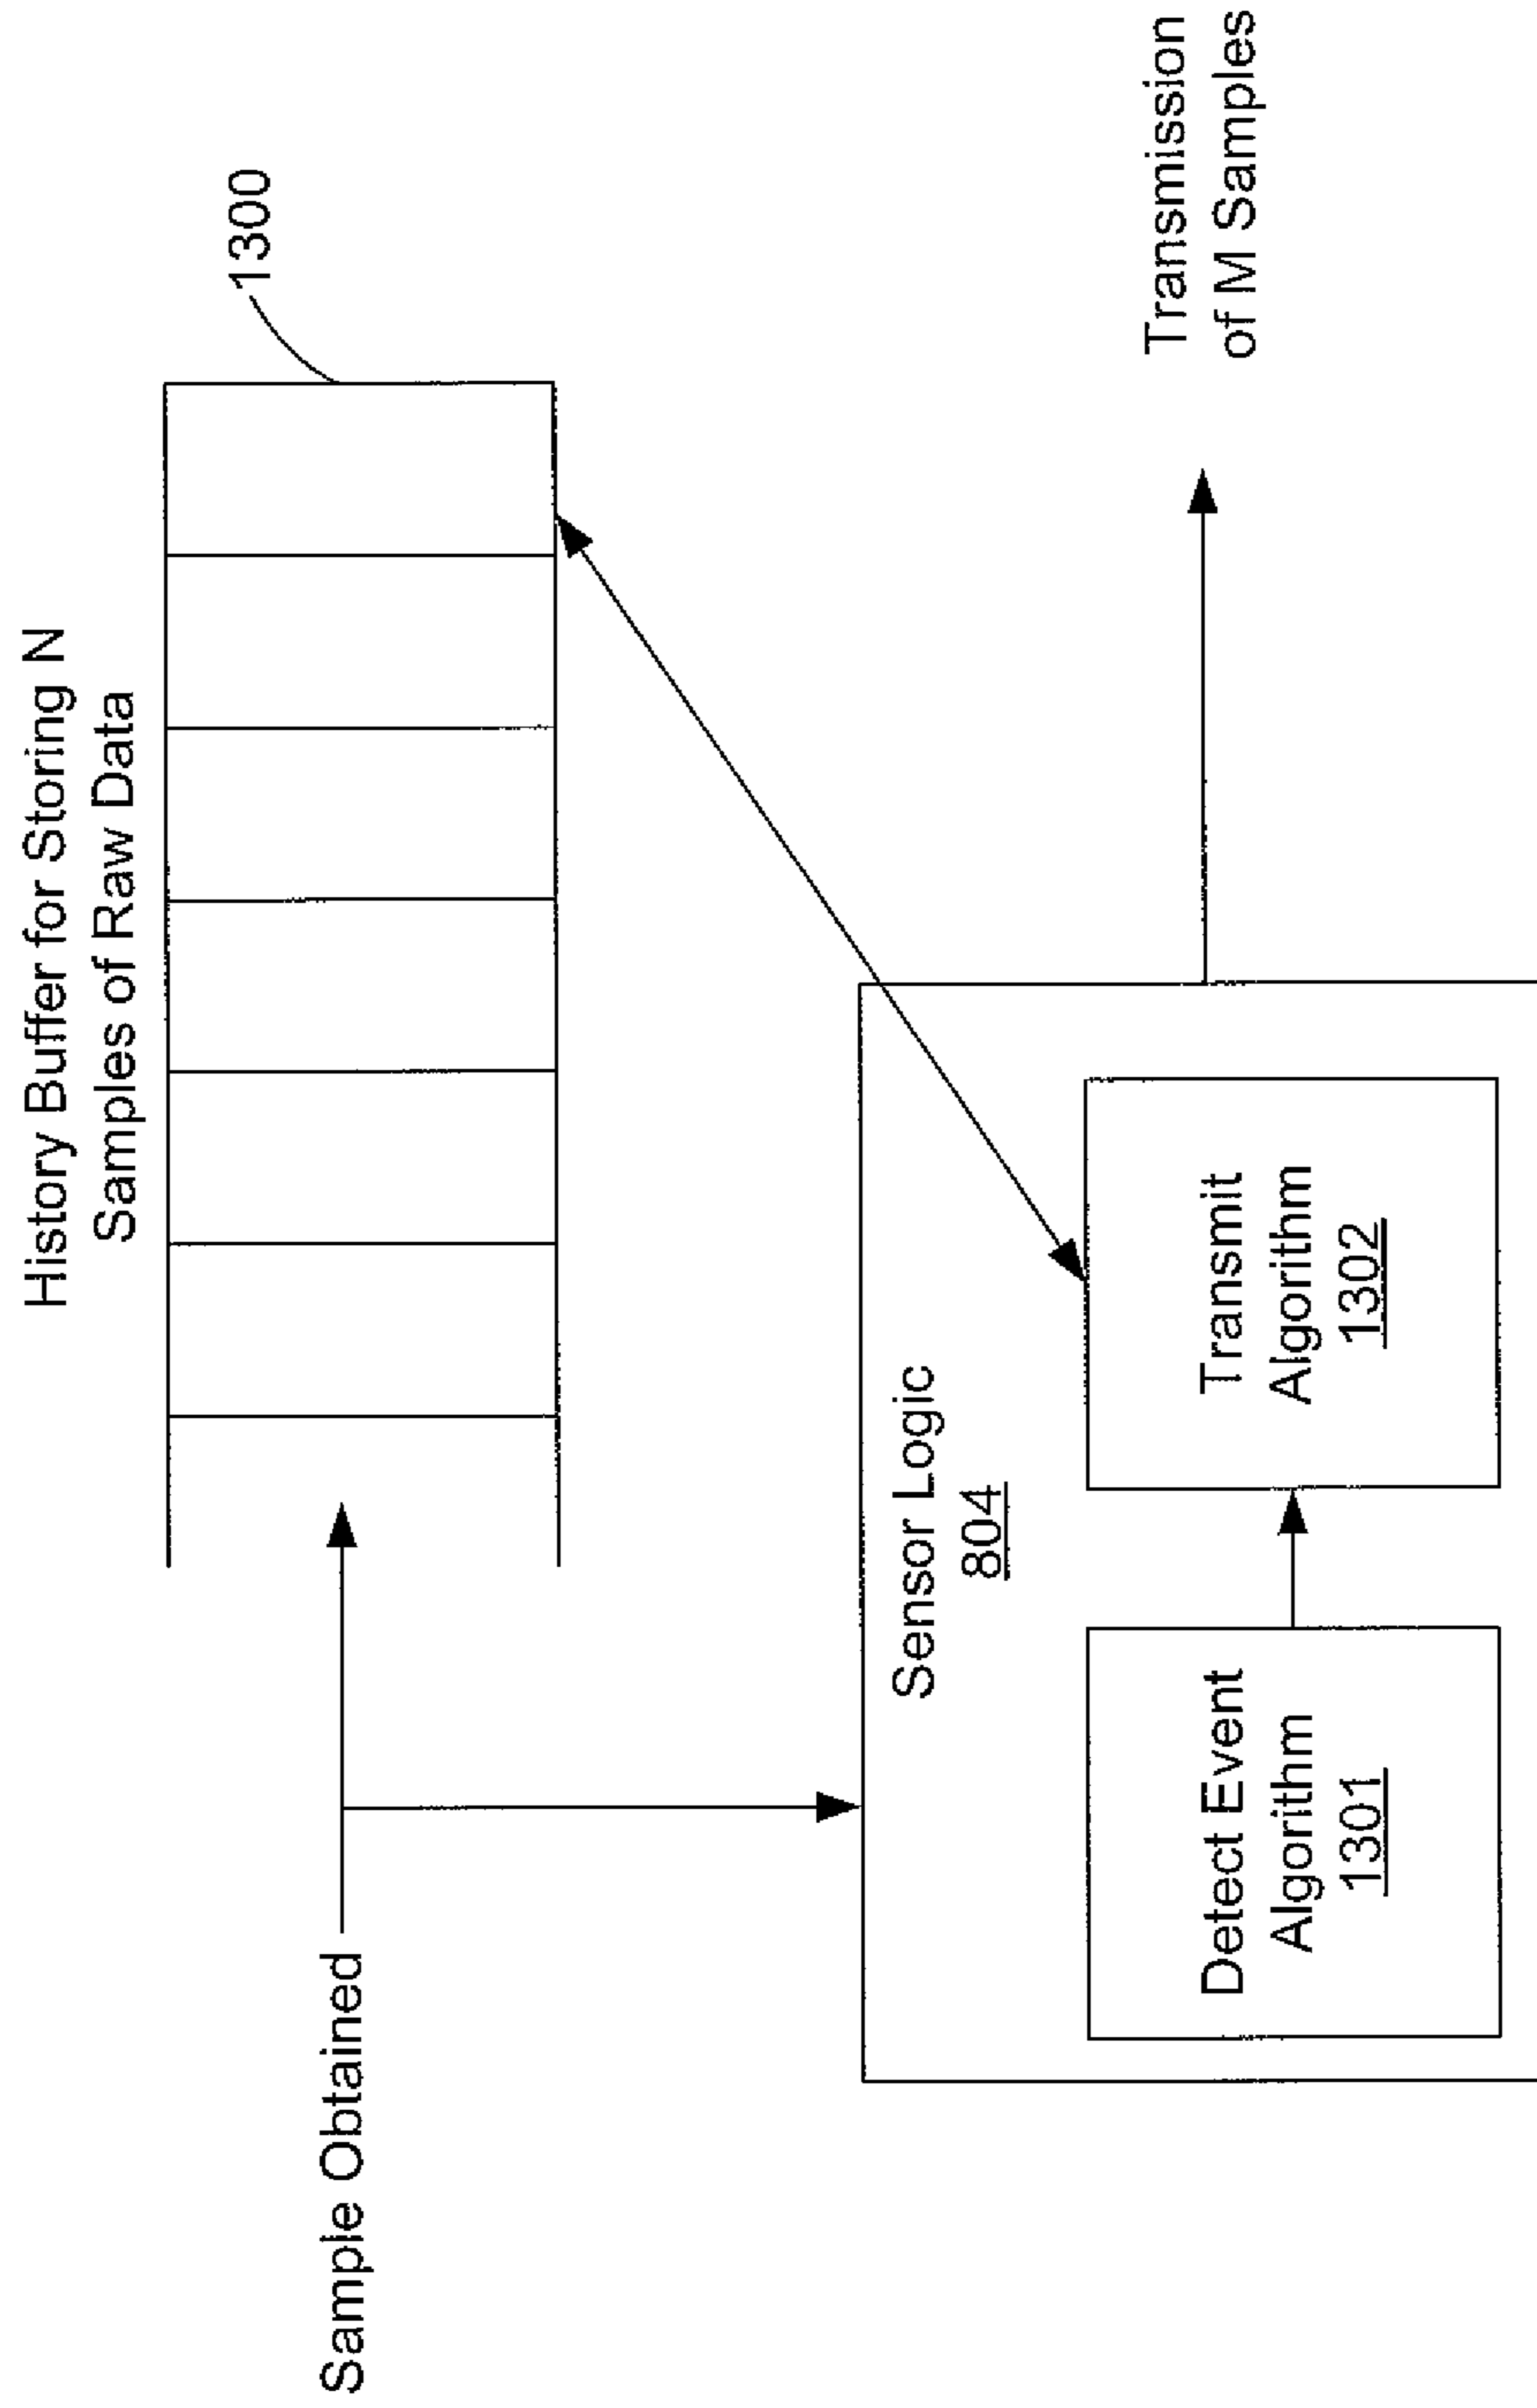 History Buffer for Storing N
Samples of Raw Data
1300
Sample Obtained
Sensor Logic
804
Detect Event
Algorithm
1301
Transmit
Algorithm
1302
Transmission
of M Samples